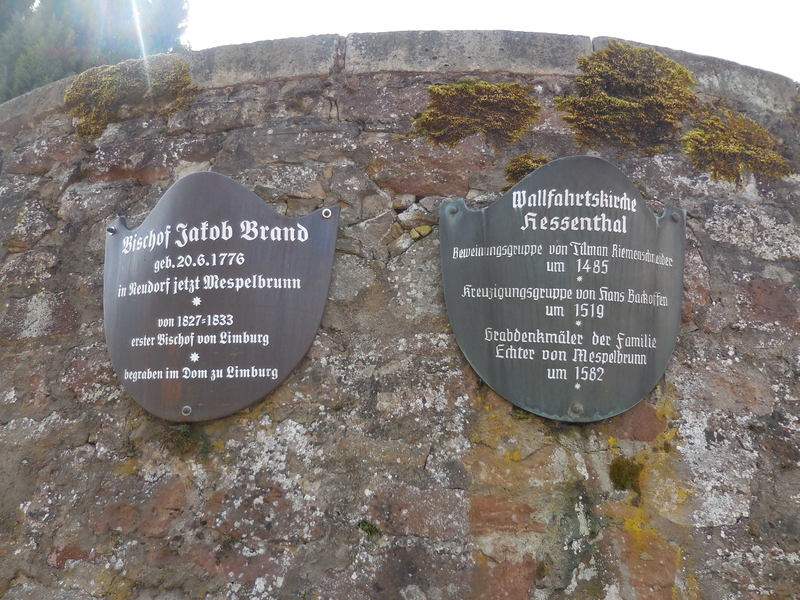 Bischof Jakob Brand
geb. 20.6.1776
in Neudorf jetzt Mespelbrunn
von 1827-1833
erster Bischof von Limburg
begraben im Dom zu Limburg
Wallfahrtskirche
Hessenthal
Beweinungsgruppe von Tilman Riemenschneider
um 1485
Kreuzigungsgruppe von Hans Backoffen
um 1519
Grabdenkmäler der Familie
Echter von Mespelbrunn
um 1582